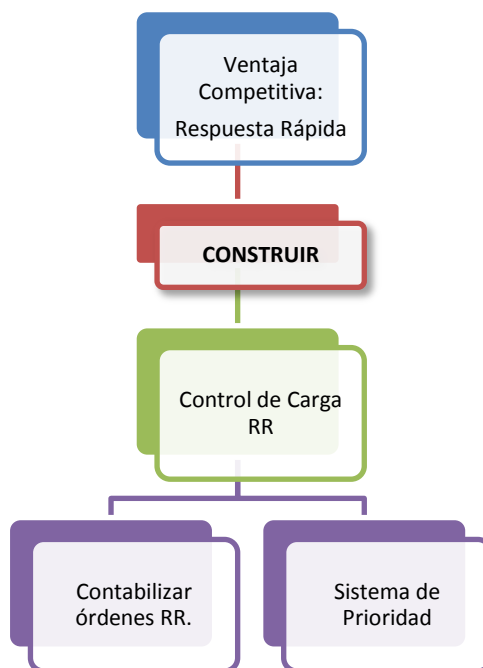 Ventaja
Competitiva:
Respuesta Rápida
CONSTRUIR
Control de Carga
RR
Contabilizar
órdenes RR.
Sistema de
Prioridad